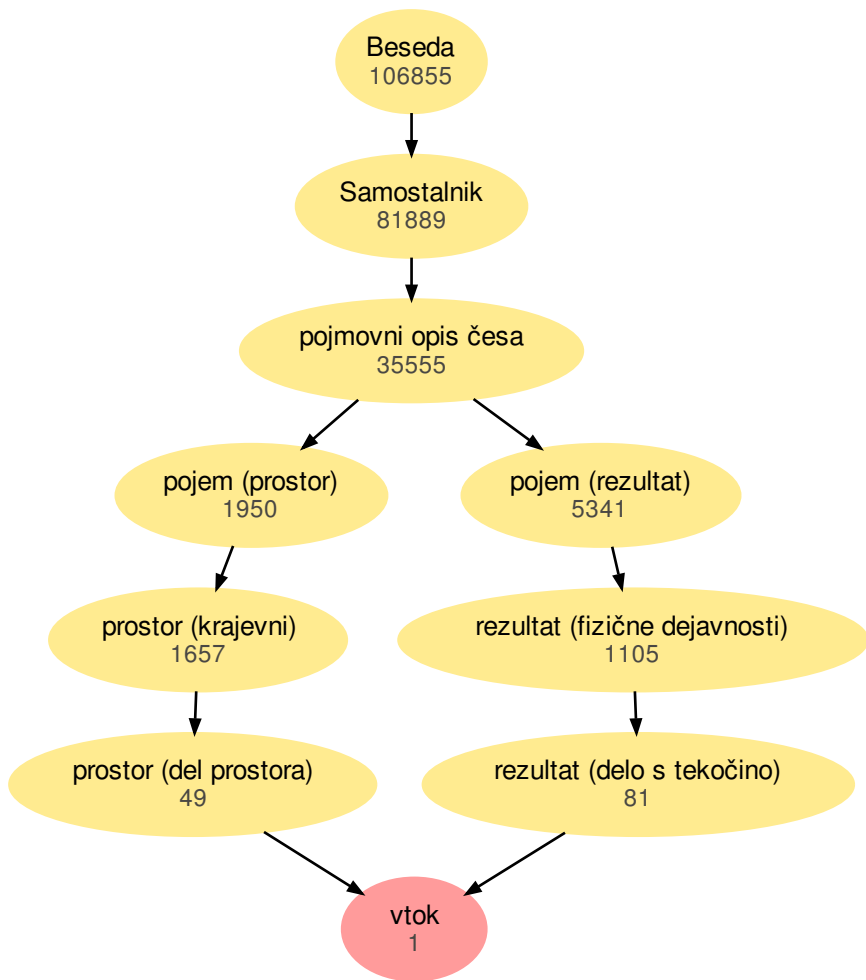 Beseda
106855
Samostalnik
81889
pojmovni opis česa
35555
pojem (prostor)
1950
pojem (rezultat)
5341
prostor (krajevni)
1657
rezultat (fizične dejavnosti)
1105
prostor (del prostora)
49
rezultat (delo s tekočino)
81
vtok
1